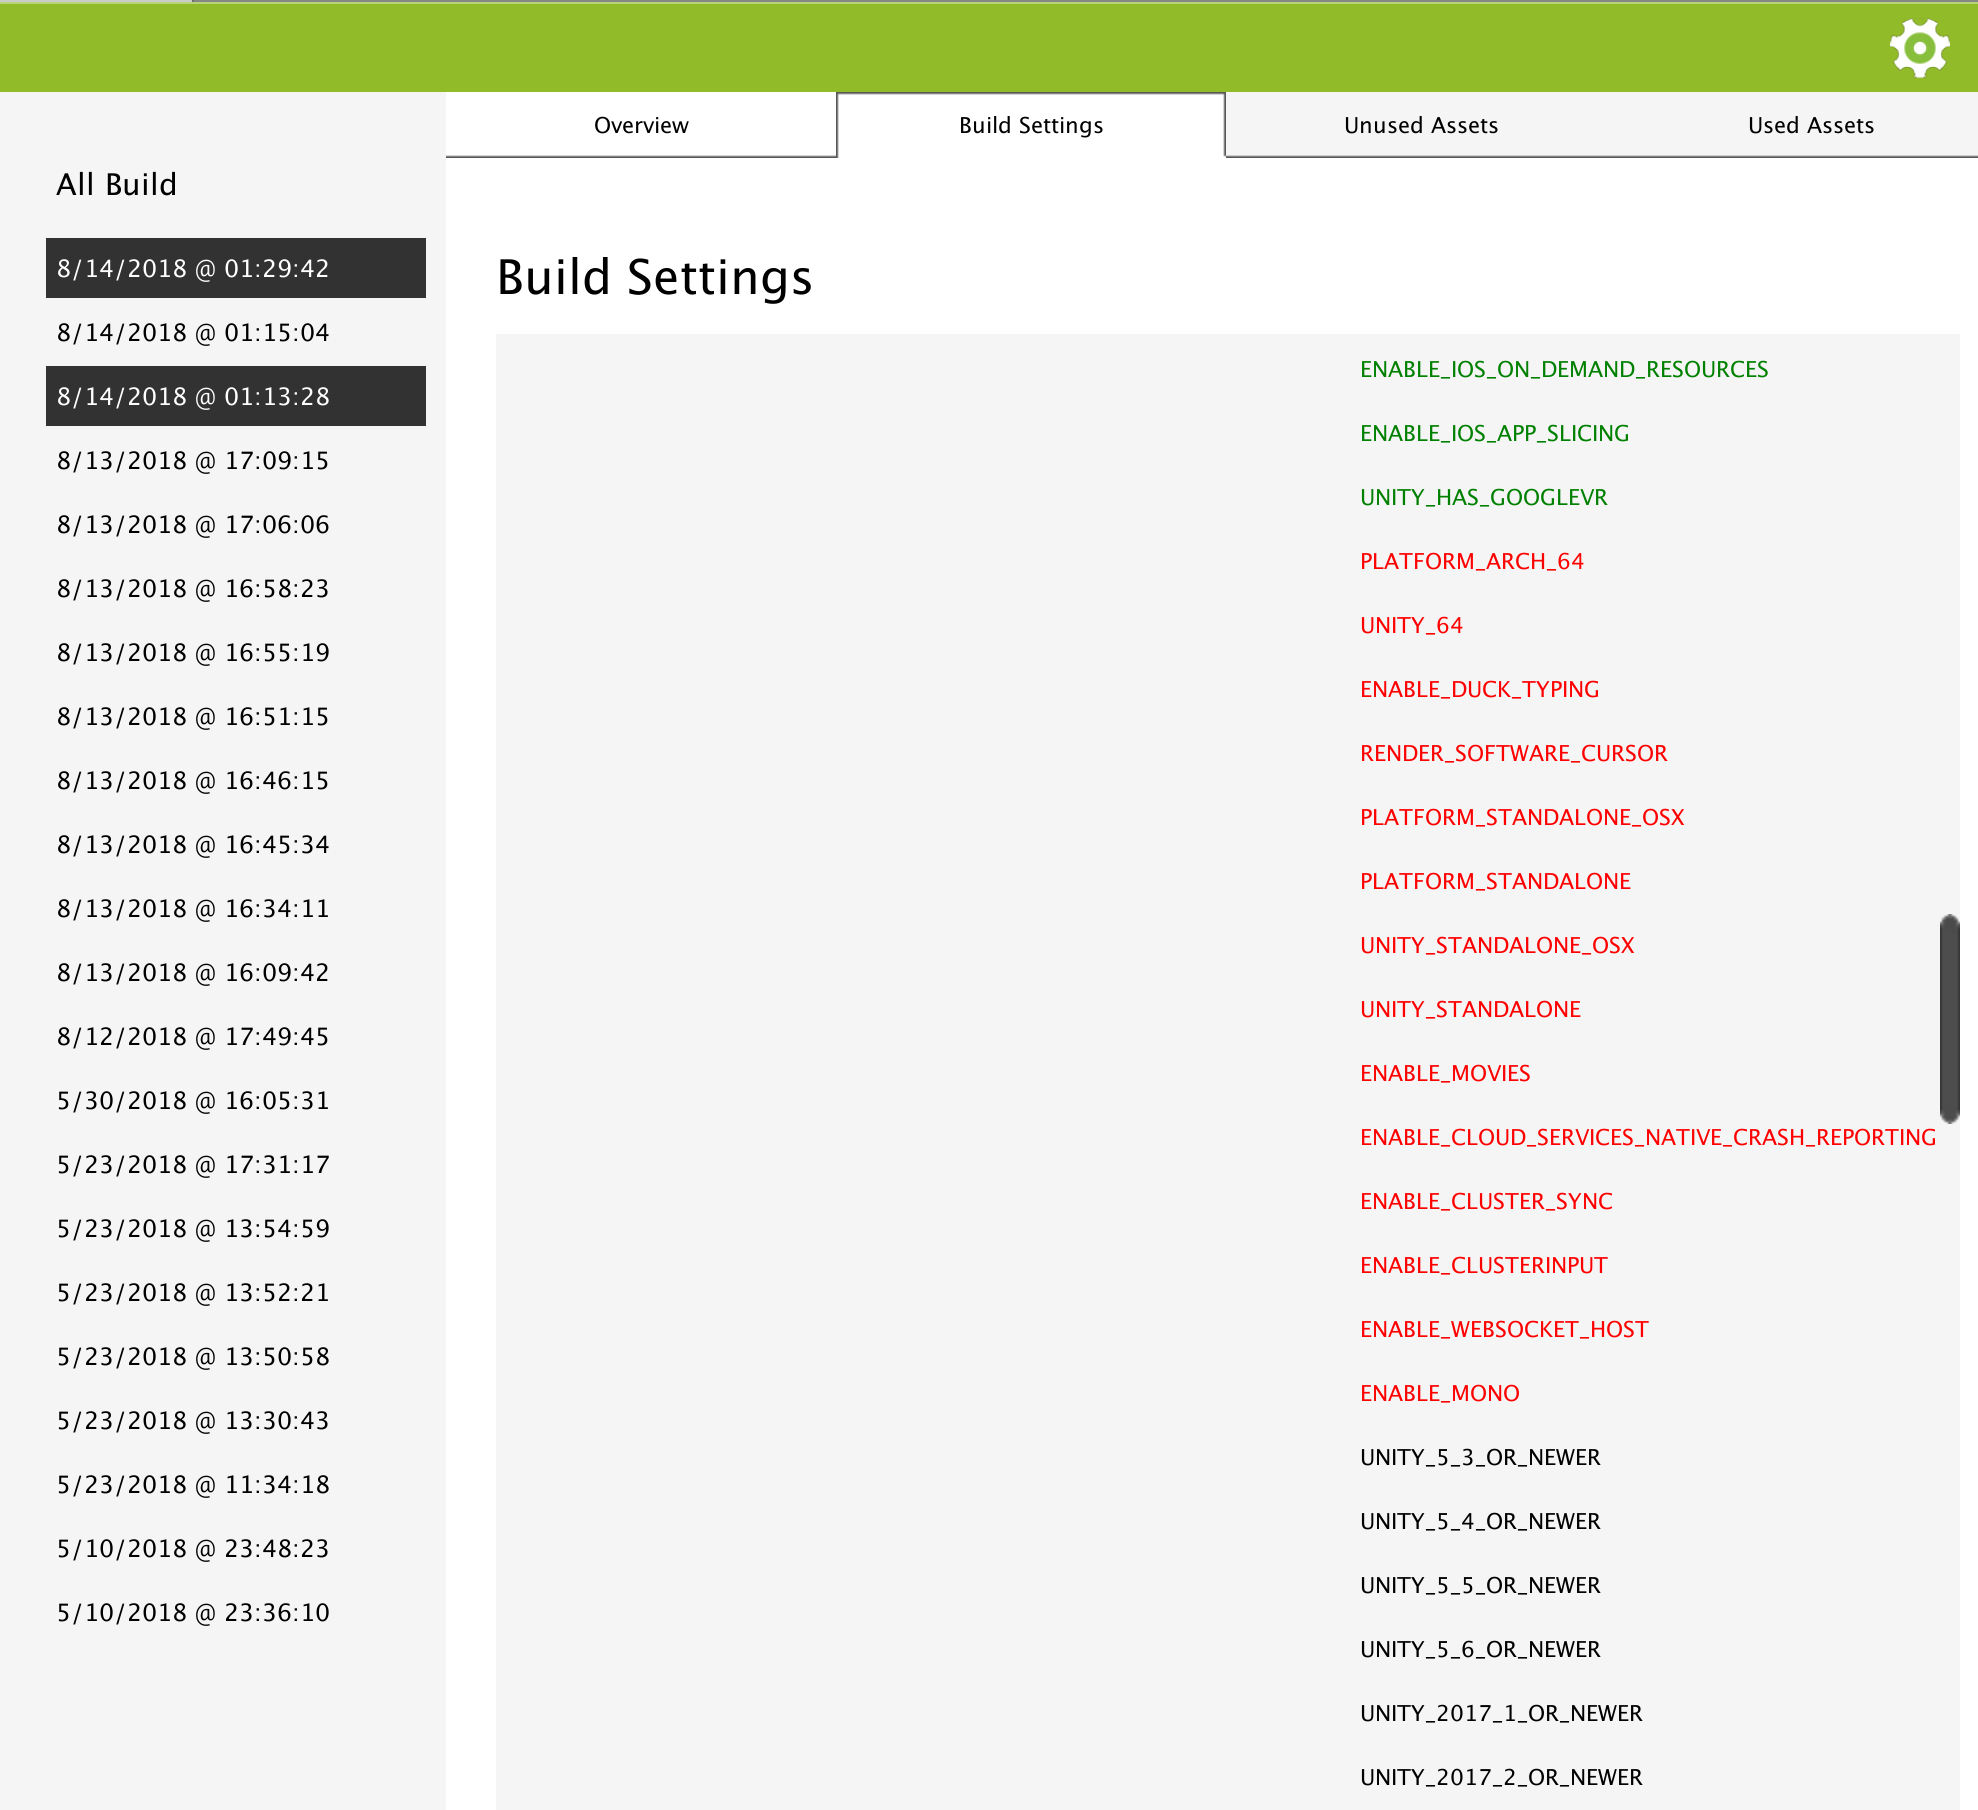 Overview
Build Settings
Unused Assets
Used Assets
All Build
8/14/2018 @ 01:29:42
8/14/2018 @ 01:15:04
8/14/2018 @ 01:13:28
8/13/2018 @ 17:09:15
8/13/2018 @ 17:06:06
8/13/2018 @ 16:58:23
8/13/2018 @ 16:55:19
8/13/2018 @ 16:51:15
8/13/2018 @ 16:46:15
8/13/2018 @ 16:45:34
8/13/2018 @ 16:34:11
8/13/2018 @ 16:09:42
8/12/2018 @ 17:49:45
5/30/2018 @ 16:05:31
5/23/2018 @ 17:31:17
5/23/2018 @ 13:54:59
5/23/2018 @ 13:52:21
5/23/2018 @ 13:50:58
5/23/2018 @ 13:30:43
5/23/2018 @ 11:34:18
5/10/2018 @ 23:48:23
5/10/2018 @ 23:36:10
Build Settings
ENABLE_IOS_ON_DEMAND_RESOURCES
ENABLE_IOS_APP_SLICING
UNITY_HAS_GOOGLEVR
PLATFORM_ARCH_64
UNITY_64
ENABLE_DUCK_TYPING
RENDER_SOFTWARE_CURSOR
PLATFORM_STANDALONE_OSX
PLATFORM_STANDALONE
UNITY_STANDALONE_OSX
UNITY_STANDALONE
ENABLE_MOVIES
ENABLE_CLOUD_SERVICES_NATIVE_CRASH_REPORTING
ENABLE_CLUSTER_SYNC
ENABLE_CLUSTERINPUT
ENABLE_WEBSOCKET_HOST
ENABLE_MONO
UNITY_5_3_OR_NEWER
UNITY_5_4_OR_NEWER
UNITY_5_5_OR_NEWER
UNITY_5_6_OR_NEWER
UNITY_2017_1_OR_NEWER
UNITY_2017_2_OR_NEWER